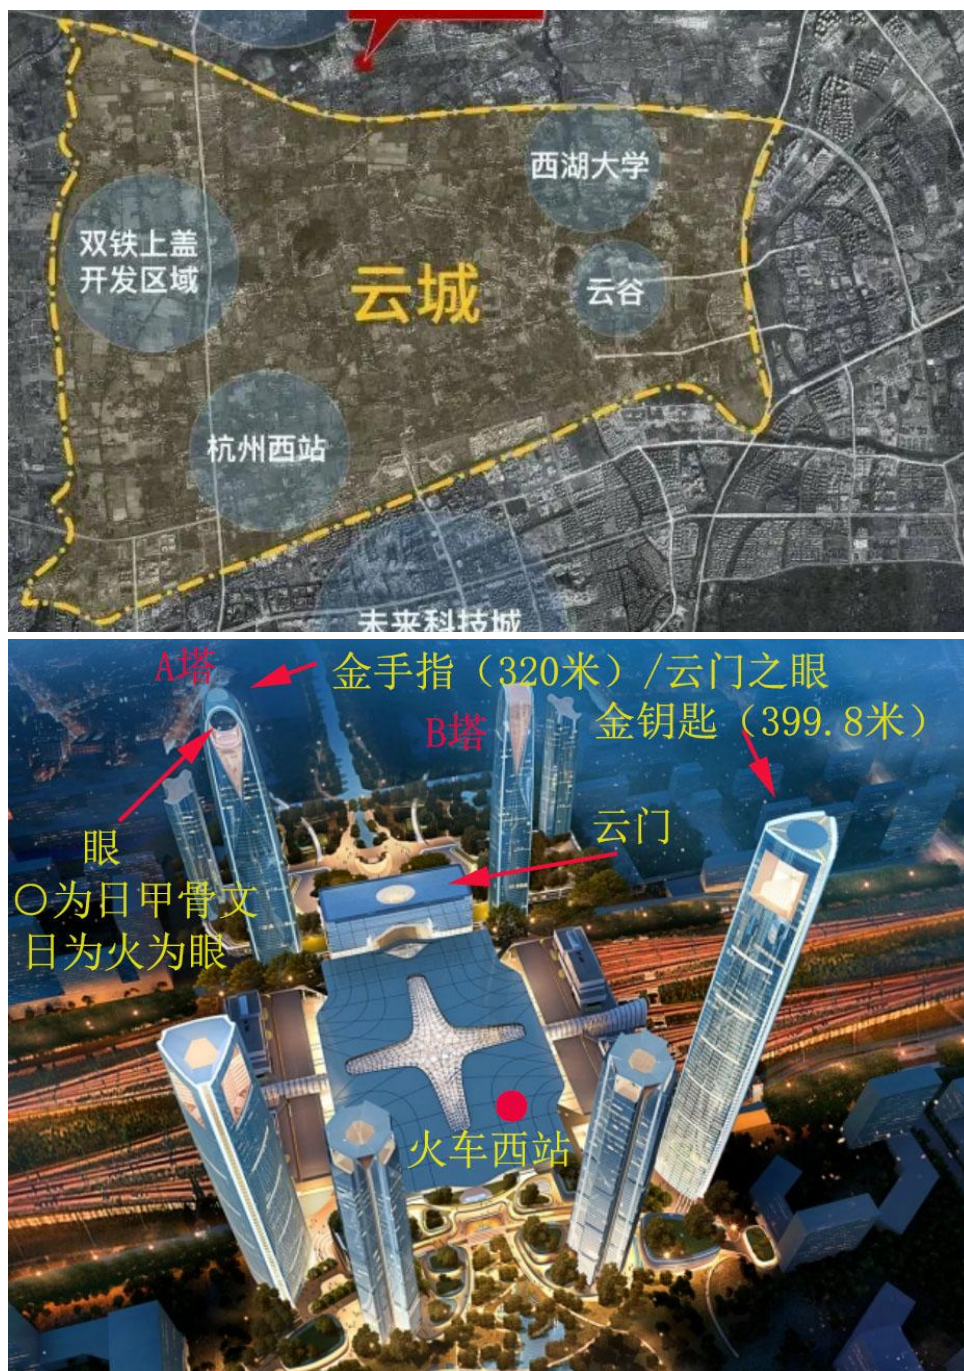 西湖大学
双铁上盖
开发区域
云城
云谷
杭州西站
未来科技城
A塔
金手指（320米）/云门之眼
B塔
金钥匙（399.8米）
云门
眼
〇为日甲骨文
日为火为眼
火车西站